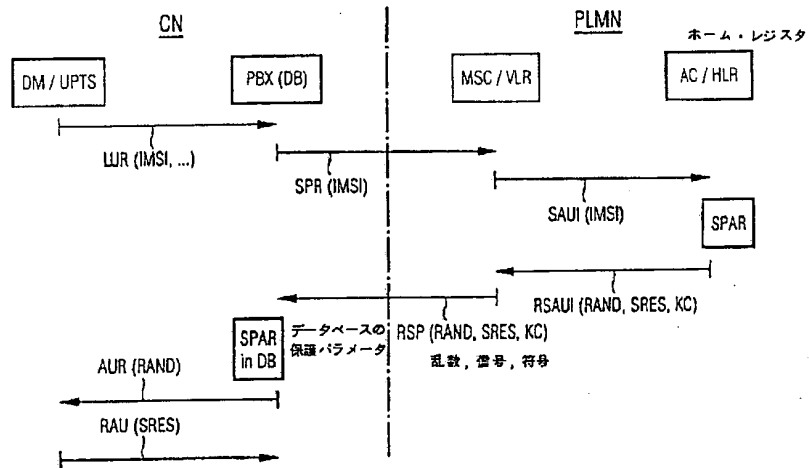 CN
PLMN
ホーム・レジスタ
DM / UPTS
PBX (DB)
MSC / VLR
AC / HLR
LUR (IMSI, ...)
SPR (IMSI)
SAUI (IMSI)
SPAR
RSAUI (RAND, SRES, KC)
SPAR
in DB
データベースの
保護パラメータ
RSP (RAND, SRES, KC)
乱数, 信号, 符号
AUR (RAND)
RAU (SRES)